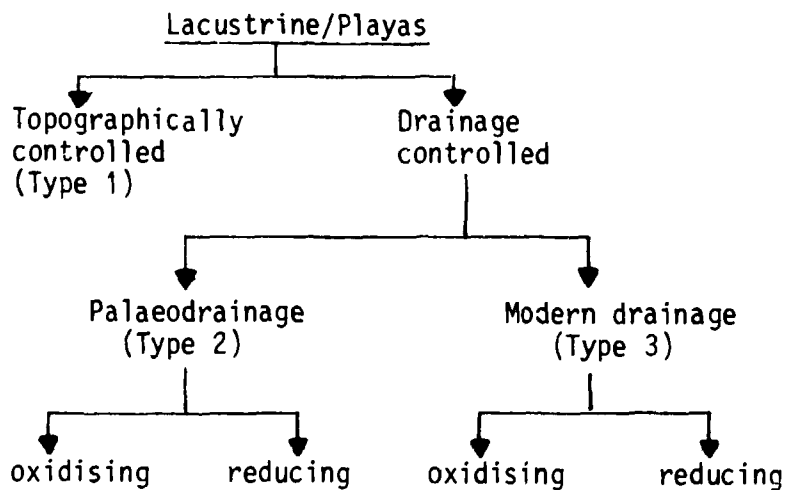 Lacustrine/Playas
Topographically
controlled
(Type 1)
Drainage
controlled
Palaeodrainage
(Type 2)
Modern drainage
(Type 3)
oxidising
reducing
oxidising
reducing